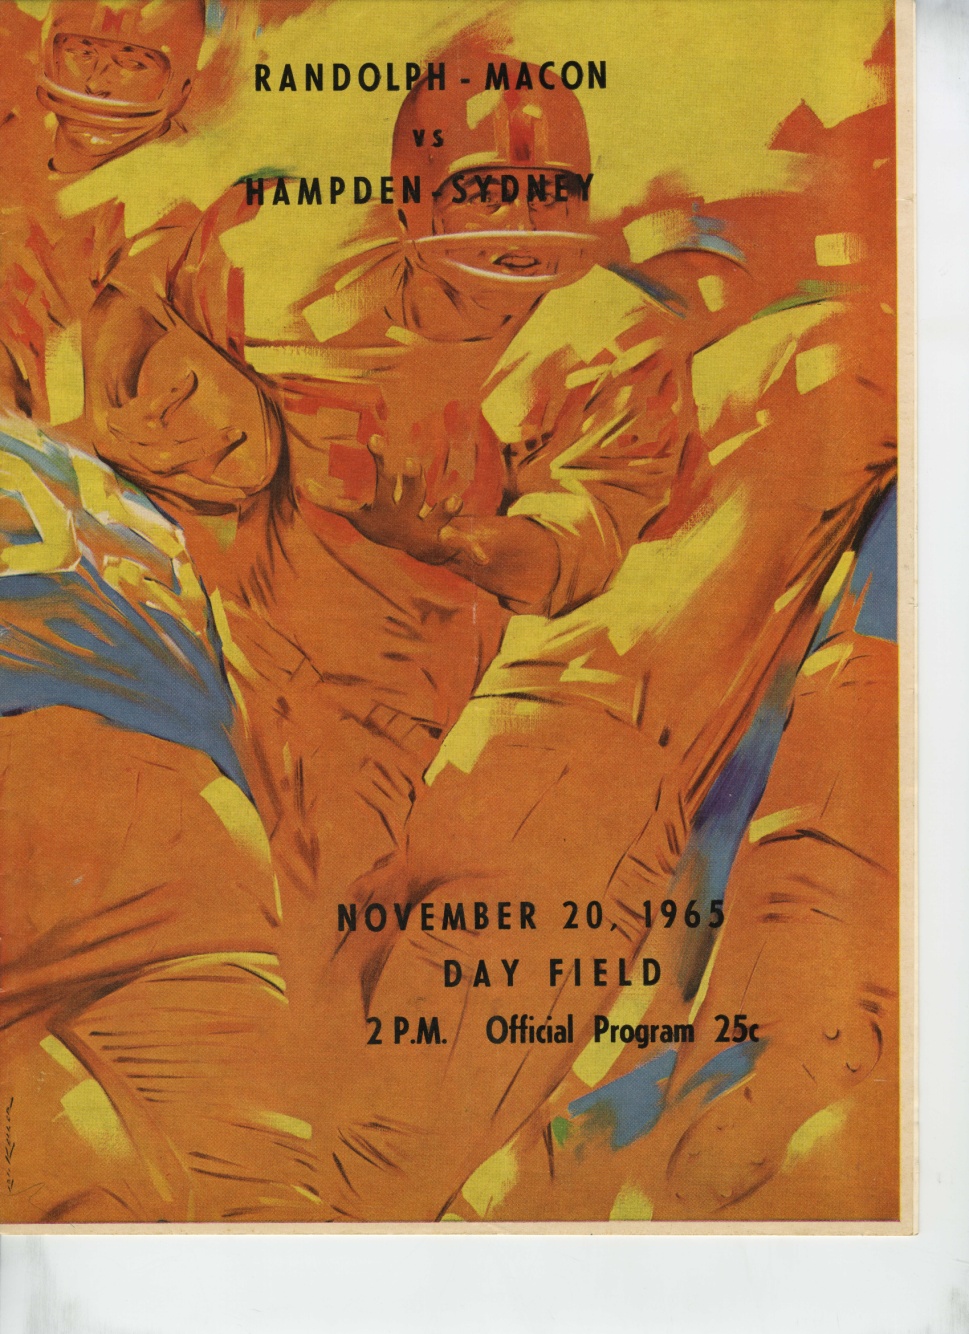 RANDOLPH - MACON
VS
HAMPDEN - SYDNEY
NOVEMBER 20, 1965
DAY FIELD
2 P.M. Official Program 25c